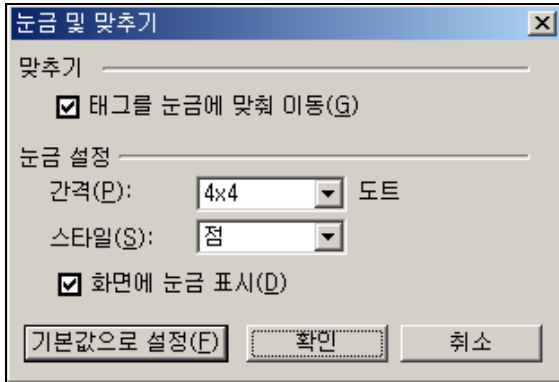 눈금 및 맞추기
맞추기
태그를 눈금에 맞춰 이동(G)
눈금 설정
간격(P): 4x4 도트
스타일(S): 점
화면에 눈금 표시(D)
기본값으로 설정(F) 확인 취소